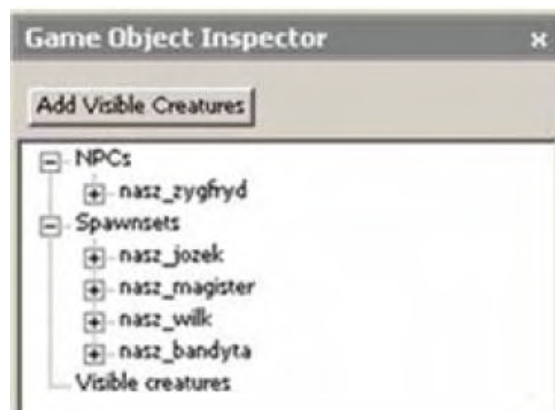 Game Object Inspector
Add Visible Creatures
NPCs
nasz_zygfryd
Spawnsets
nasz_jozek
nasz_magister
nasz_wilk
nasz_bandyta
Visible creatures